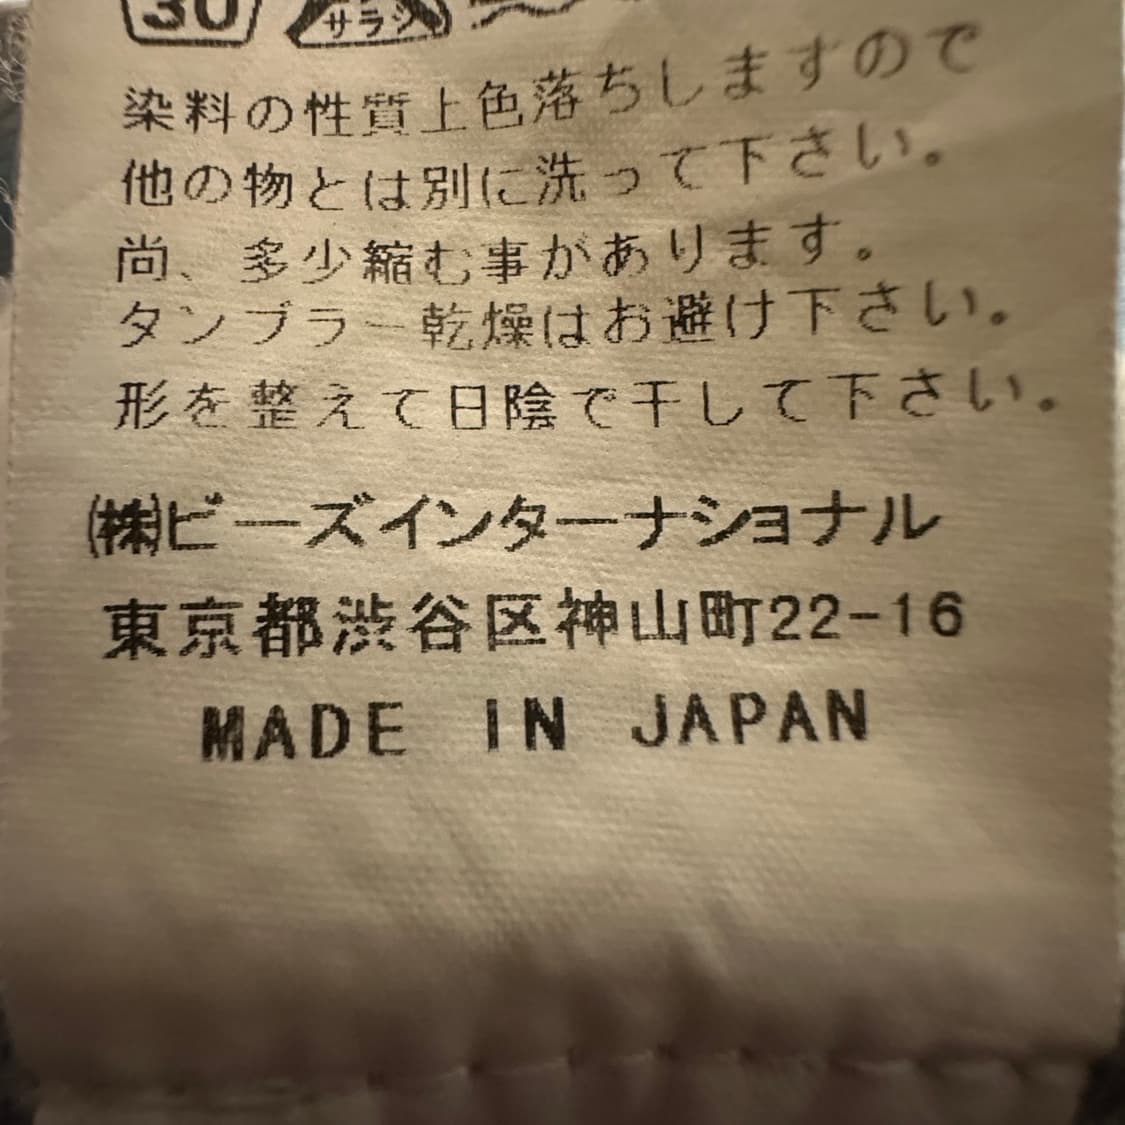 30 サラシ
染料の性質上色落ちしますので
他の物とは別に洗って下さい。
尚、多少縮む事があります。
タンブラー乾燥はお避け下さい。
形を整えて日陰で干して下さい。
㈱ビーズインターナショナル
東京都渋谷区神山町22-16
MADE IN JAPAN